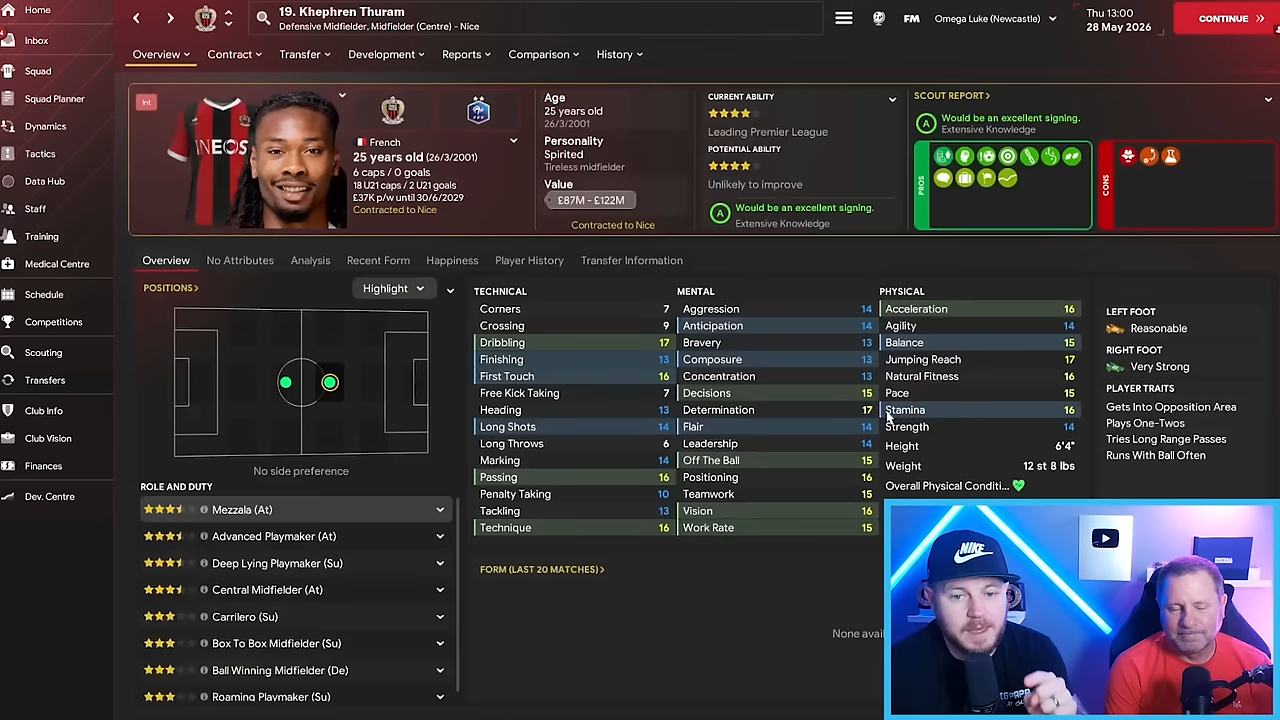 Home
19. Khephren Thuram
Defensive Midfielder, Midfielder (Centre) - Nice
FM
Omega Luke (Newcastle)
Thu 13:00
28 May 2026
CONTINUE
Inbox
Squad
Squad Planner
Dynamics
Tactics
Data Hub
Staff
Training
Medical Centre
Schedule
Competitions
Scouting
Transfers
Club Info
Club Vision
Finances
Dev. Centre
Overview
Contract
Transfer
Development
Reports
Comparison
History
Int
INEOS
French
25 years old (26/3/2001)
6 caps / 0 goals
18 U21 caps / 2 U21 goals
£37K p/w until 30/6/2029
Contracted to Nice
Age
25 years old
26/3/2001
Personality
Spirited
Tireless midfielder
Value
£87M - £122M
Contracted to Nice
CURRENT ABILITY
Leading Premier League
POTENTIAL ABILITY
Unlikely to improve
A Would be an excellent signing.
Extensive Knowledge
SCOUT REPORT >
A Would be an excellent signing.
Extensive Knowledge
PROS
CONS
Overview
No Attributes
Analysis
Recent Form
Happiness
Player History
Transfer Information
POSITIONS >
Highlight
No side preference
ROLE AND DUTY
Mezzala (At)
Advanced Playmaker (At)
Deep Lying Playmaker (Su)
Central Midfielder (At)
Carrilero (Su)
Box To Box Midfielder (Su)
Ball Winning Midfielder (De)
Roaming Playmaker (Su)
TECHNICAL
Corners 7
Crossing 9
Dribbling 17
Finishing 13
First Touch 16
Free Kick Taking 7
Heading 13
Long Shots 14
Long Throws 6
Marking 14
Passing 16
Penalty Taking 10
Tackling 13
Technique 16
MENTAL
Aggression 14
Anticipation 14
Bravery 13
Composure 13
Concentration 13
Decisions 15
Determination 17
Flair 14
Leadership 14
Off The Ball 15
Positioning 16
Teamwork 15
Vision 16
Work Rate 15
PHYSICAL
Acceleration 16
Agility 14
Balance 15
Jumping Reach 17
Natural Fitness 16
Pace 15
Stamina 16
Strength 14
Height 6'4"
Weight 12 st 8 lbs
Overall Physical Conditi...
LEFT FOOT
Reasonable
RIGHT FOOT
Very Strong
PLAYER TRAITS
Gets Into Opposition Area
Plays One-Twos
Tries Long Range Passes
Runs With Ball Often
FORM (LAST 20 MATCHES) >
None avai
NIKE